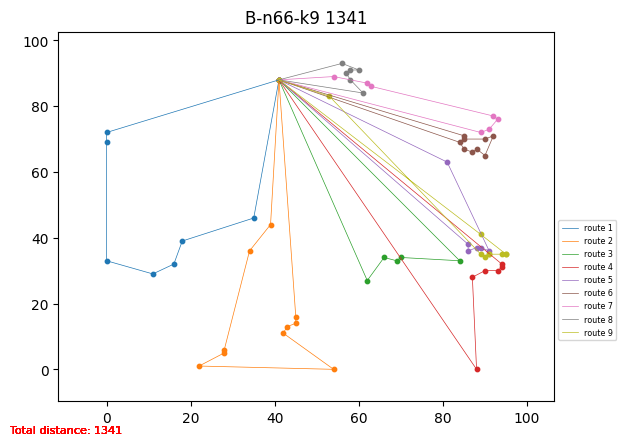 B-n66-k9 1341
100
80
60
40
20
0
0 20 40 60 80 100
route 1
route 2
route 3
route 4
route 5
route 6
route 7
route 8
route 9
Total distance: 1341